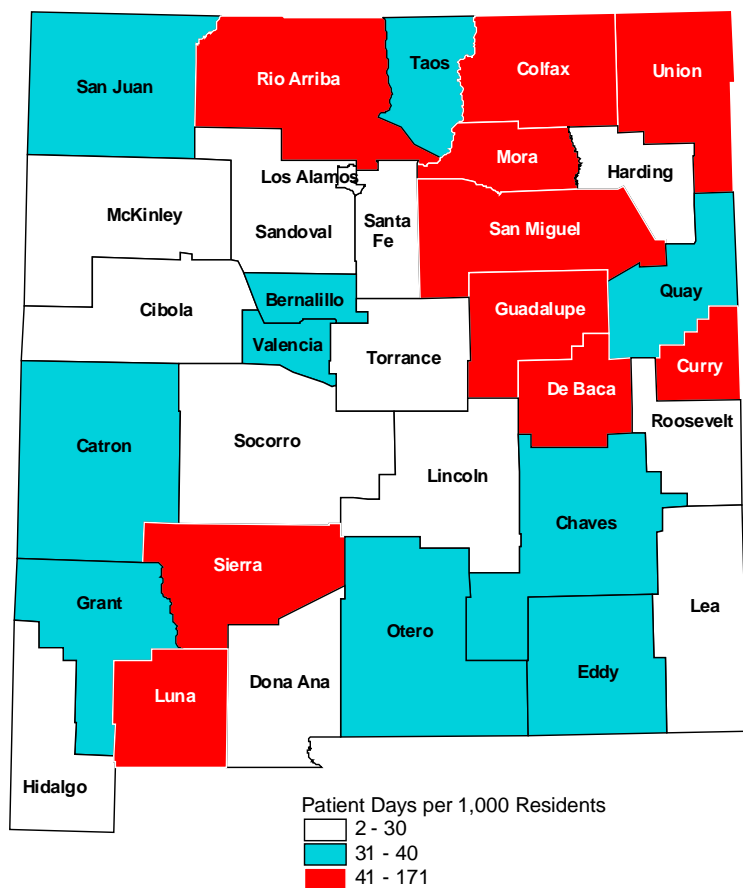 Taos
Colfax
Union
San Juan
Rio Arriba
Mora
Harding
Los Alamos
McKinley
Santa
Fe
Sandoval
San Miguel
Quay
Bernalillo
Cibola
Guadalupe
Valencia
Torrance
Curry
De Baca
Roosevelt
Catron
Socorro
Lincoln
Chaves
Sierra
Grant
Lea
Otero
Eddy
Dona Ana
Luna
Hidalgo
Patient Days per 1,000 Residents
2 - 30
31 - 40
41 - 171